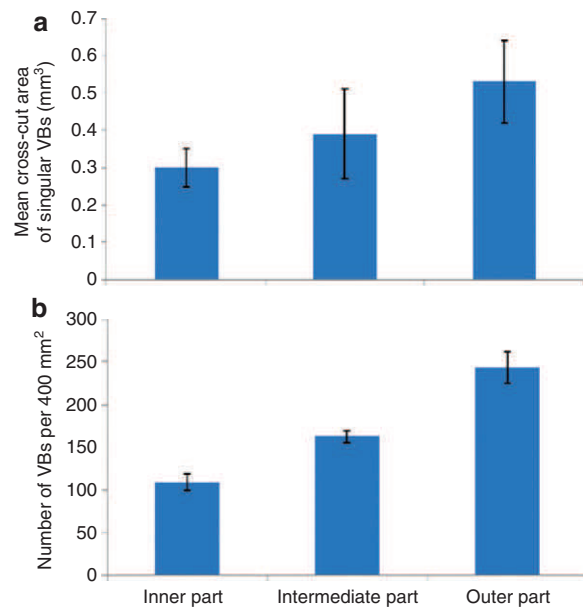 a
Mean cross-cut area
of singular VBs (mm³)
0.7
0.6
0.5
0.4
0.3
0.2
0.1
0
b
Number of VBs per 400 mm²
300
250
200
150
100
50
0
Inner part
Intermediate part
Outer part